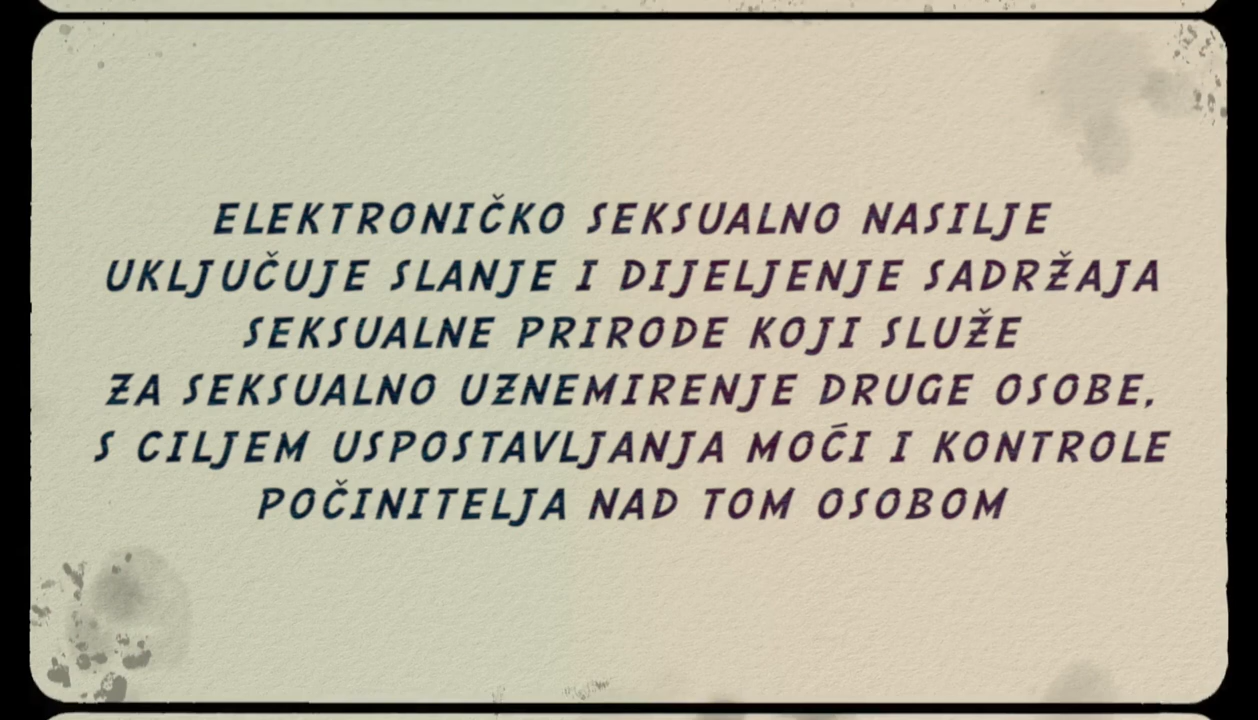 ELEKTRONIČKO SEKSUALNO NASILJE
UKLJUČUJE SLANJE I DIJELJENJE SADRŽAJA
SEKSUALNE PRIRODE KOJI SLUŽE
ZA SEKSUALNO UZNEMIRENJE DRUGE OSOBE,
S CILJEM USPOSTAVLJANJA MOĆI I KONTROLE
POČINITELJA NAD TOM OSOBOM